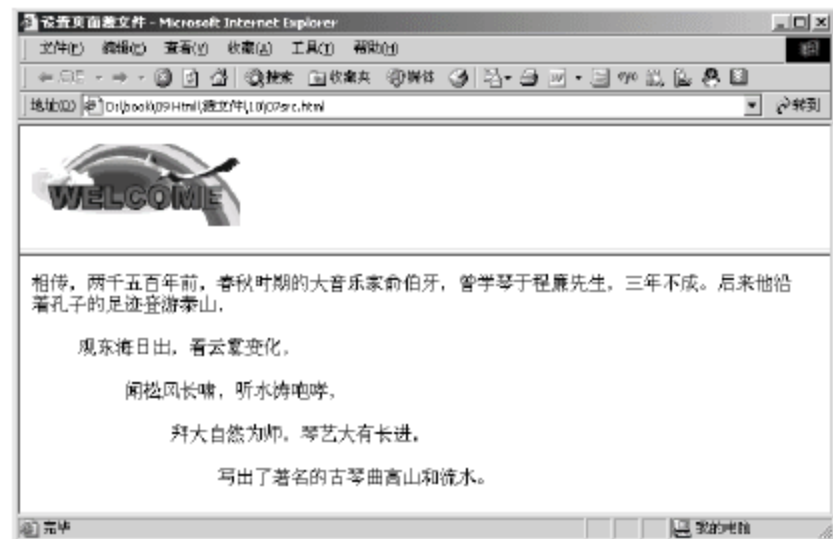 设置页面源文件 - Microsoft Internet Explorer
文件(F) 编辑(E) 查看(V) 收藏(A) 工具(T) 帮助(H)
后退 搜索 收藏夹 媒体
地址(D) D:\book\09Html\源文件\10\07src.html 转到
WELCOME
相传，两千五百年前，春秋时期的大音乐家俞伯牙，曾学琴于程廉先生，三年不成。后来他沿
着孔子的足迹登游泰山，
观东海日出，看云雾变化，
闻松风长啸，听水涛咆哮，
拜大自然为师。琴艺大有长进。
写出了著名的古琴曲高山和流水。
完毕 我的电脑